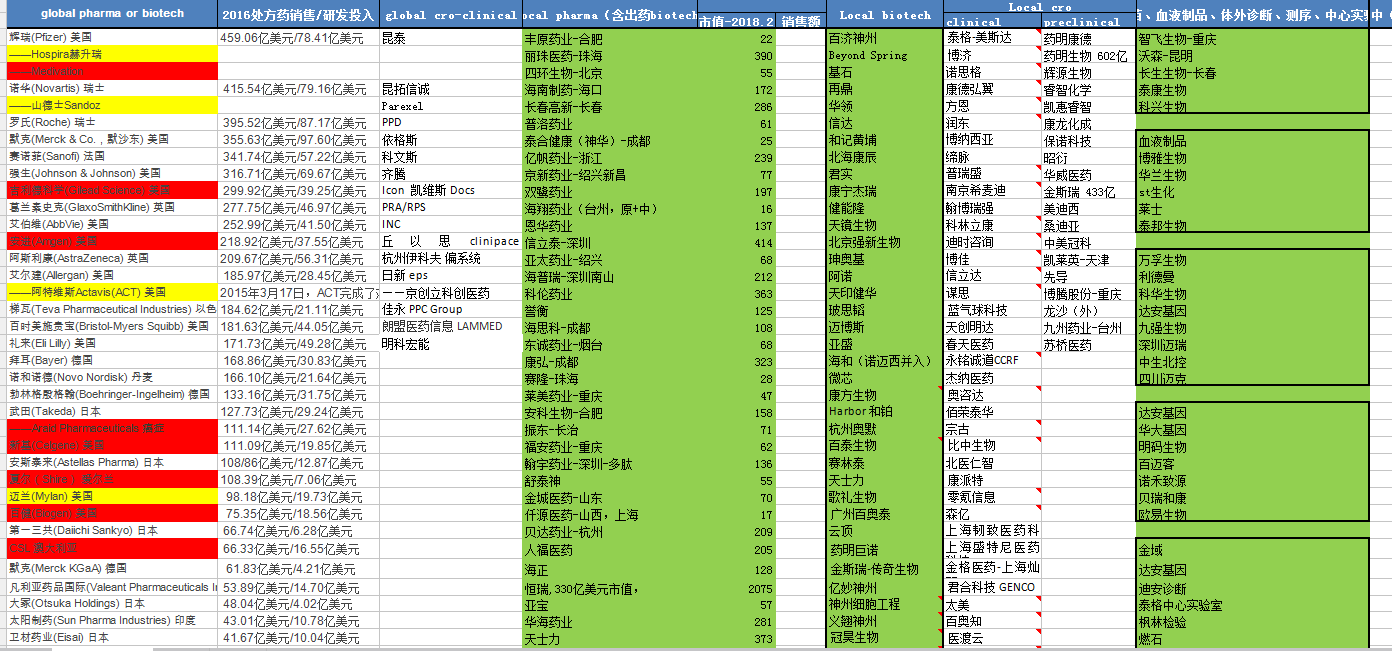 global pharma or biotech 2016处方药销售/研发投入 global cro-clinical ocal pharma（含出药biotech 市值-2018.2 销售额 Local biotech Local cro 、血液制品、体外诊断、测序、中心实 中（
clinical preclinical
辉瑞(Pfizer) 美国 459.06亿美元/78.41亿美元 昆泰 丰原药业-合肥 22 百济神州 泰格-美斯达 药明康德 智飞生物-重庆
——Hospira赫升瑞 丽珠医药-珠海 390 Beyond Spring 博济 药明生物 602亿 沃森-昆明
——Medivation 四环生物-北京 55 基石 诺思格 辉源生物 长生生物-长春
诺华(Novartis) 瑞士 415.54亿美元/79.16亿美元 昆拓信诚 海南制药-海口 172 再鼎 康德弘翼 睿智化学 泰康生物
——山德士Sandoz Parexel 长春高新-长春 286 华领 方恩 凯惠睿智 科兴生物
罗氏(Roche) 瑞士 395.52亿美元/87.17亿美元 PPD 普洛药业 61 信达 润东 康龙化成
默克(Merck & Co.，默沙东) 美国 355.63亿美元/97.60亿美元 依格斯 泰合健康（神华）-成都 25 和记黄埔 博纳西亚 保诺科技 血液制品
赛诺菲(Sanofi) 法国 341.74亿美元/57.22亿美元 科文斯 亿帆药业-浙江 239 北海康辰 缔脉 昭衍 博雅生物
强生(Johnson & Johnson) 美国 316.71亿美元/69.67亿美元 齐腾 京新药业-绍兴新昌 77 君实 普瑞盛 华威医药 华兰生物
吉利德科学(Gilead Science) 美国 299.92亿美元/39.25亿美元 Icon 凯维斯 Docs 双鹭药业 197 康宁杰瑞 南京希麦迪 金斯瑞 433亿 st生化
葛兰素史克(GlaxoSmithKline) 英国 277.75亿美元/46.97亿美元 PRA/RPS 海翔药业（台州，原+中） 16 健能隆 翰博瑞强 美迪西 莱士
艾伯维(AbbVie) 美国 252.99亿美元/41.50亿美元 INC 恩华药业 137 天镜生物 科林立康 桑迪亚 泰邦生物
安进(Amgen) 美国 218.92亿美元/37.55亿美元 丘 以 思 clinipace 信立泰-深圳 414 北京强新生物 迪时咨询 中美冠科
阿斯利康(AstraZeneca) 英国 209.67亿美元/56.31亿美元 杭州伊科夫 偏系统 亚太药业-绍兴 68 珅奥基 博佳 凯莱英-天津 万孚生物
艾尔建(Allergan) 美国 185.97亿美元/28.45亿美元 日新 eps 海普瑞-深圳南山 212 阿诺 信立达 先导 利德曼
——阿特维斯Actavis(ACT) 美国 2015年3月17日，ACT完成了 ——京创立科创医药 科伦药业 363 天印健华 谋思 博腾股份-重庆 科华生物
梯瓦(Teva Pharmaceutical Industries) 以色 184.62亿美元/21.11亿美元 佳永 PPC Group 誉衡 125 玻思韬 蓝气球科技 龙沙（外） 达安基因
百时美施贵宝(Bristol-Myers Squibb) 美国 181.63亿美元/44.05亿美元 朗盟医药信息 LAMMED 海思科-成都 108 迈博斯 天创明达 九州药业-台州 九强生物
礼来(Eli Lilly) 美国 171.73亿美元/49.28亿美元 明科宏能 东诚药业-烟台 68 亚盛 春天医药 苏桥医药 深圳迈瑞
拜耳(Bayer) 德国 168.86亿美元/30.83亿美元 康弘-成都 323 海和（诺迈西并入） 永铭诚道CCRF 中生北控
诺和诺德(Novo Nordisk) 丹麦 166.10亿美元/21.64亿美元 赛隆-珠海 28 微芯 杰纳医药 四川迈克
勃林格殷格翰(Boehringer-Ingelheim) 德国 133.16亿美元/31.75亿美元 莱美药业-重庆 47 康方生物 奥咨达
武田(Takeda) 日本 127.73亿美元/29.24亿美元 安科生物-合肥 158 Harbor 和铂 佰荣泰华 达安基因
——Araid Pharmaceuticals 癌症 111.14亿美元/27.62亿美元 振东-长治 71 杭州奥默 宗古 华大基因
新基(Celgene) 美国 111.09亿美元/19.85亿美元 福安药业-重庆 62 百泰生物 比中生物 明码生物
安斯泰来(Astellas Pharma) 日本 108/86亿美元/12.87亿美元 翰宇药业-深圳-多肽 136 赛林泰 北医仁智 百迈客
夏尔（Shire）爱尔兰 108.39亿美元/7.06亿美元 舒泰神 55 天士力 康派特 诺禾致源
迈兰(Mylan) 美国 98.18亿美元/19.73亿美元 金城医药-山东 70 歌礼生物 零氪信息 贝瑞和康
百健(Biogen) 美国 75.35亿美元/18.56亿美元 仟源医药-山西，上海 17 广州百奥泰 森亿 欧易生物
第一三共(Daiichi Sankyo) 日本 66.74亿美元/6.28亿美元 贝达药业-杭州 209 云顶 上海韧致医药科
CSL 澳大利亚 66.33亿美元/16.55亿美元 人福医药 205 药明巨诺 上海盛特尼医药 金域
默克(Merck KGaA) 德国 61.83亿美元/4.21亿美元 海正 128 金斯瑞-传奇生物 金格医药-上海灿 达安基因
凡利亚药品国际(Valeant Pharmaceuticals In 53.89亿美元/14.70亿美元 恒瑞,330亿美元市值， 2075 亿妙神州 君合科技 GENCO 迪安诊断
大冢(Otsuka Holdings) 日本 48.04亿美元/4.02亿美元 亚宝 57 神州细胞工程 太美 泰格中心实验室
太阳制药(Sun Pharma Industries) 印度 43.01亿美元/10.78亿美元 华海药业 281 义翘神州 百奥知 枫林检验
卫材药业(Eisai) 日本 41.67亿美元/10.04亿美元 天士力 373 冠昊生物 医渡云 燃石